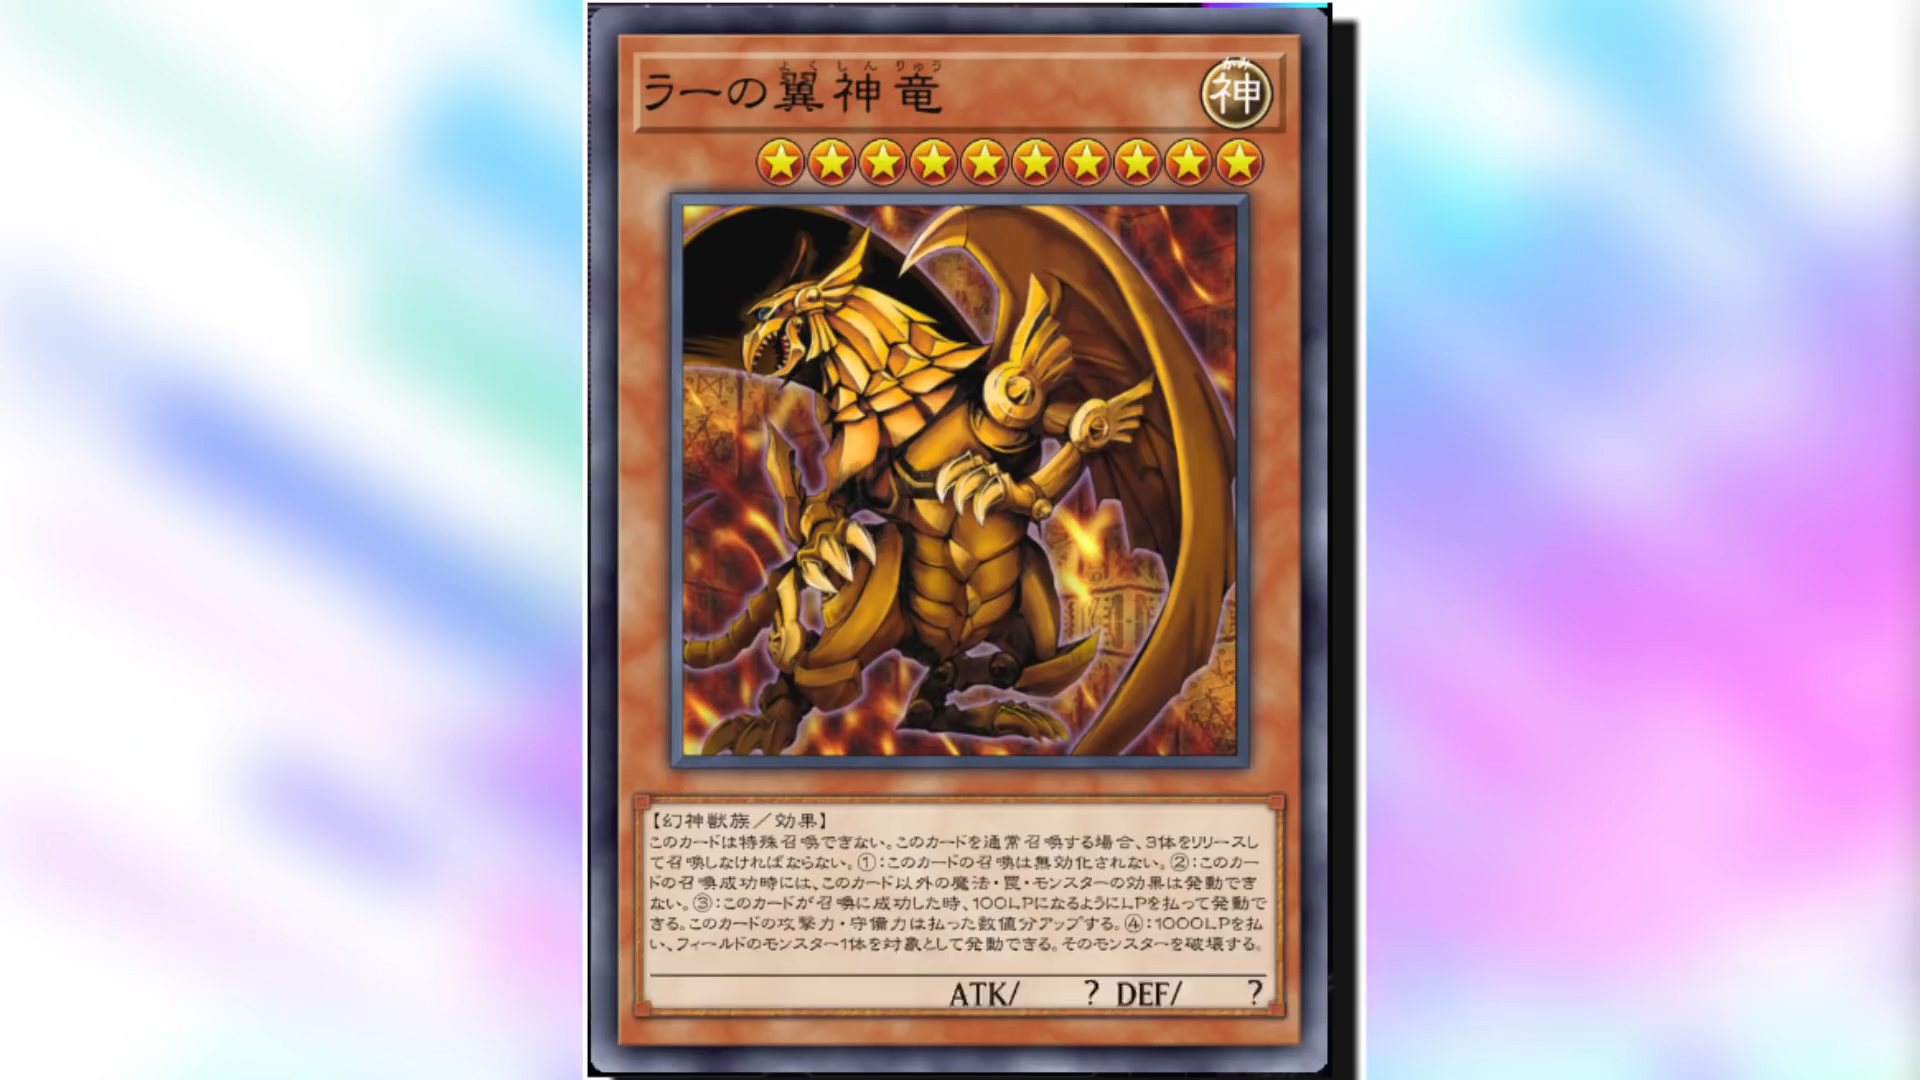 よくしんりゅう
ラーの翼神竜
かみ
神
【幻神獣族／効果】
このカードは特殊召喚できない。このカードを通常召喚する場合、3体をリリースし
て召喚しなければならない。①:このカードの召喚は無効化されない。②:このカー
ドの召喚成功時には、このカード以外の魔法・罠・モンスターの効果は発動でき
ない。③:このカードが召喚に成功した時、100LPになるようにLPを払って発動で
きる。このカードの攻撃力・守備力は払った数値分アップする。④:1000LPを払
い、フィールドのモンスター1体を対象として発動できる。そのモンスターを破壊する。
ATK/ ? DEF/ ?